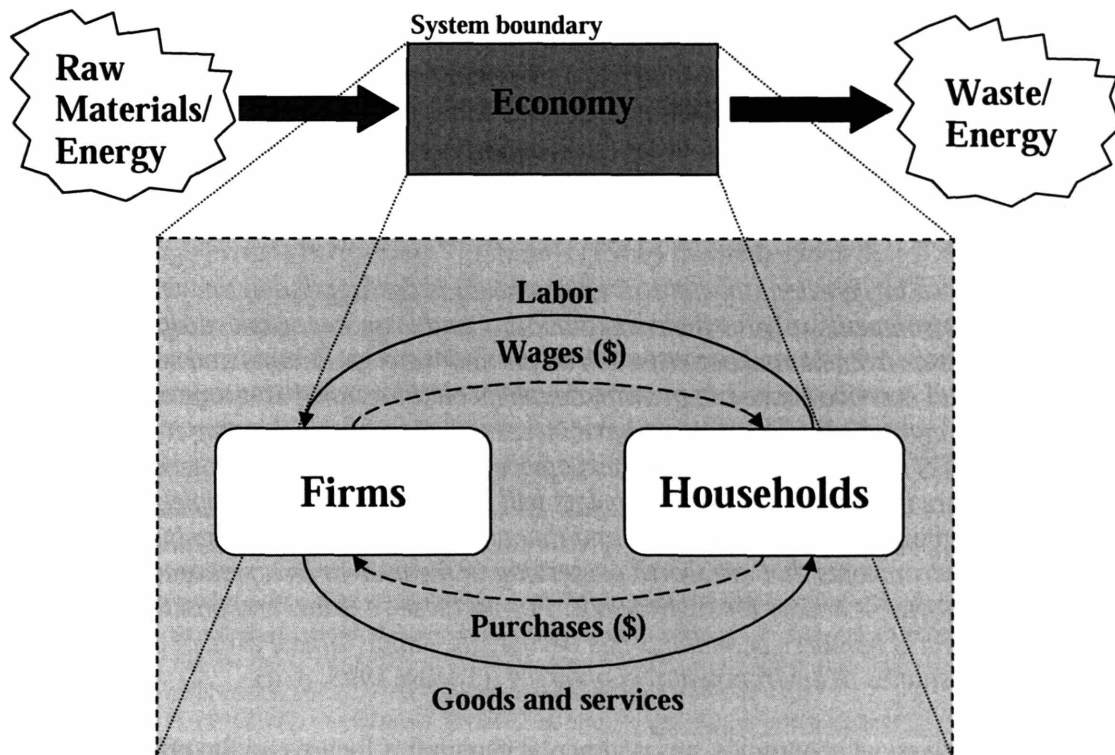 System boundary
Raw
Materials/
Energy
Economy
Waste/
Energy
Labor
Wages ($)
Firms
Households
Purchases ($)
Goods and services